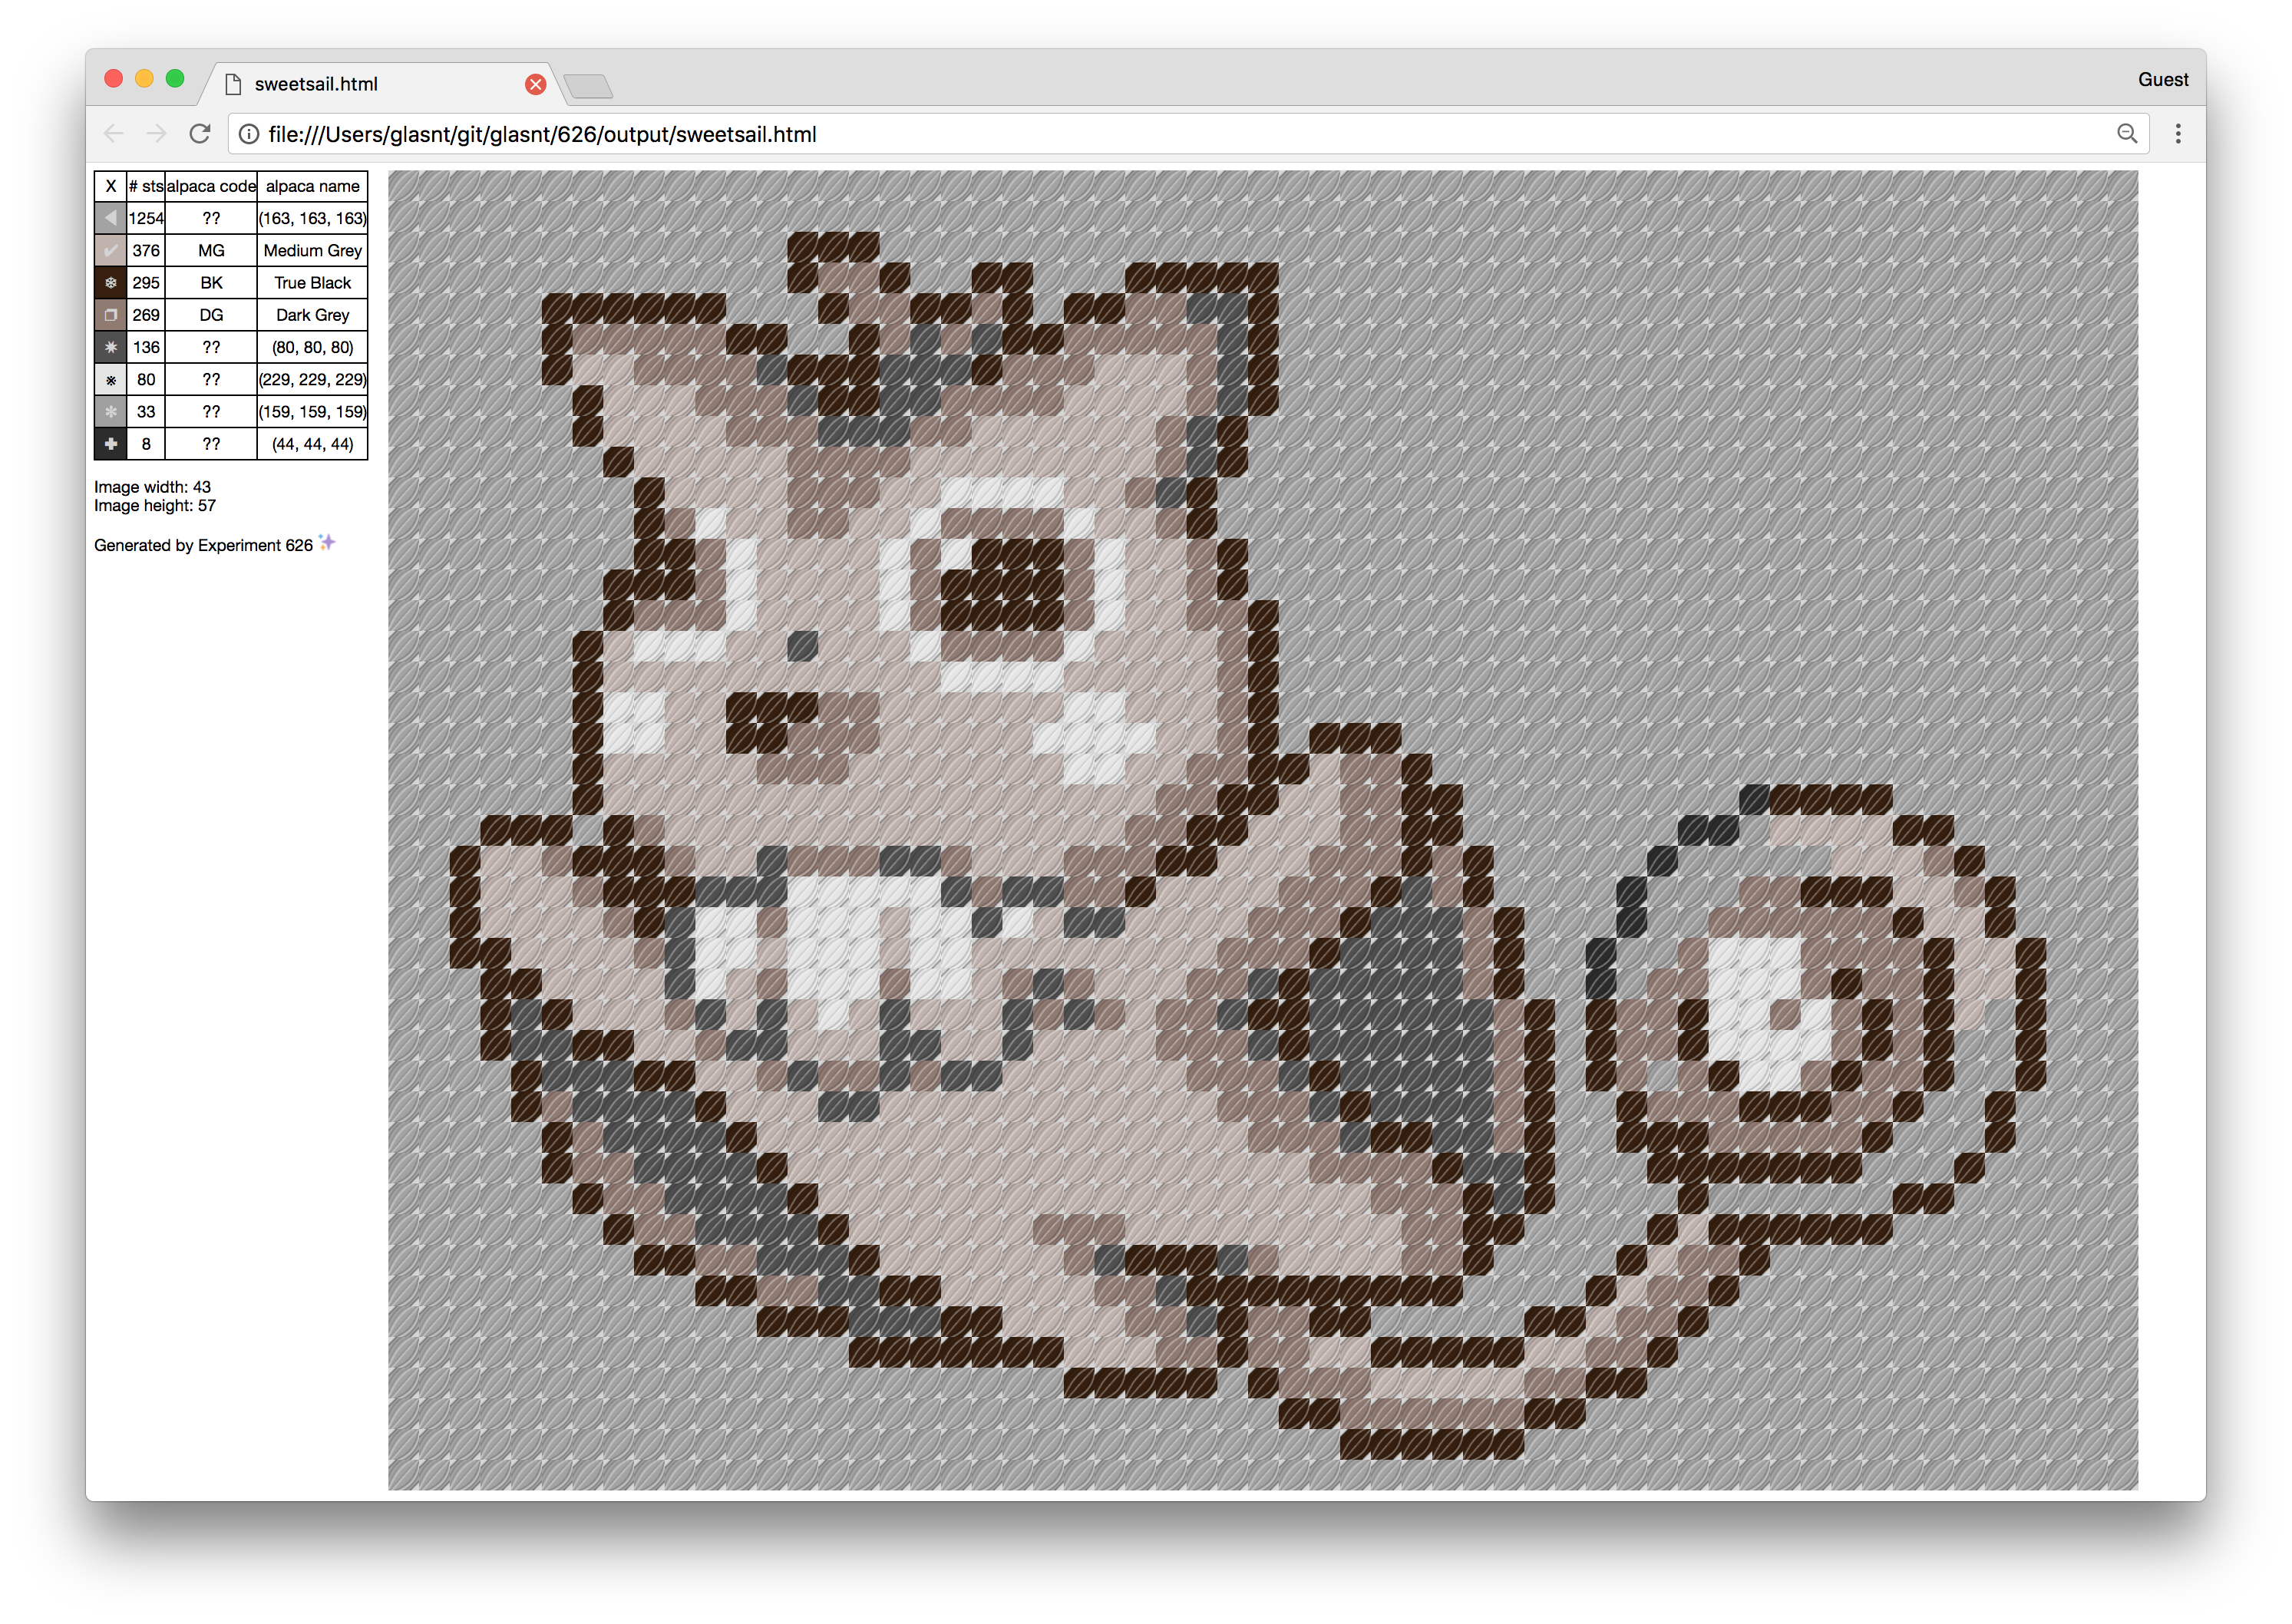 sweetsail.html
Guest
file:///Users/glasnt/git/glasnt/626/output/sweetsail.html
X # sts alpaca code alpaca name
1254 ?? (163, 163, 163)
376 MG Medium Grey
295 BK True Black
269 DG Dark Grey
136 ?? (80, 80, 80)
80 ?? (229, 229, 229)
33 ?? (159, 159, 159)
8 ?? (44, 44, 44)
Image width: 43
Image height: 57
Generated by Experiment 626 ✨